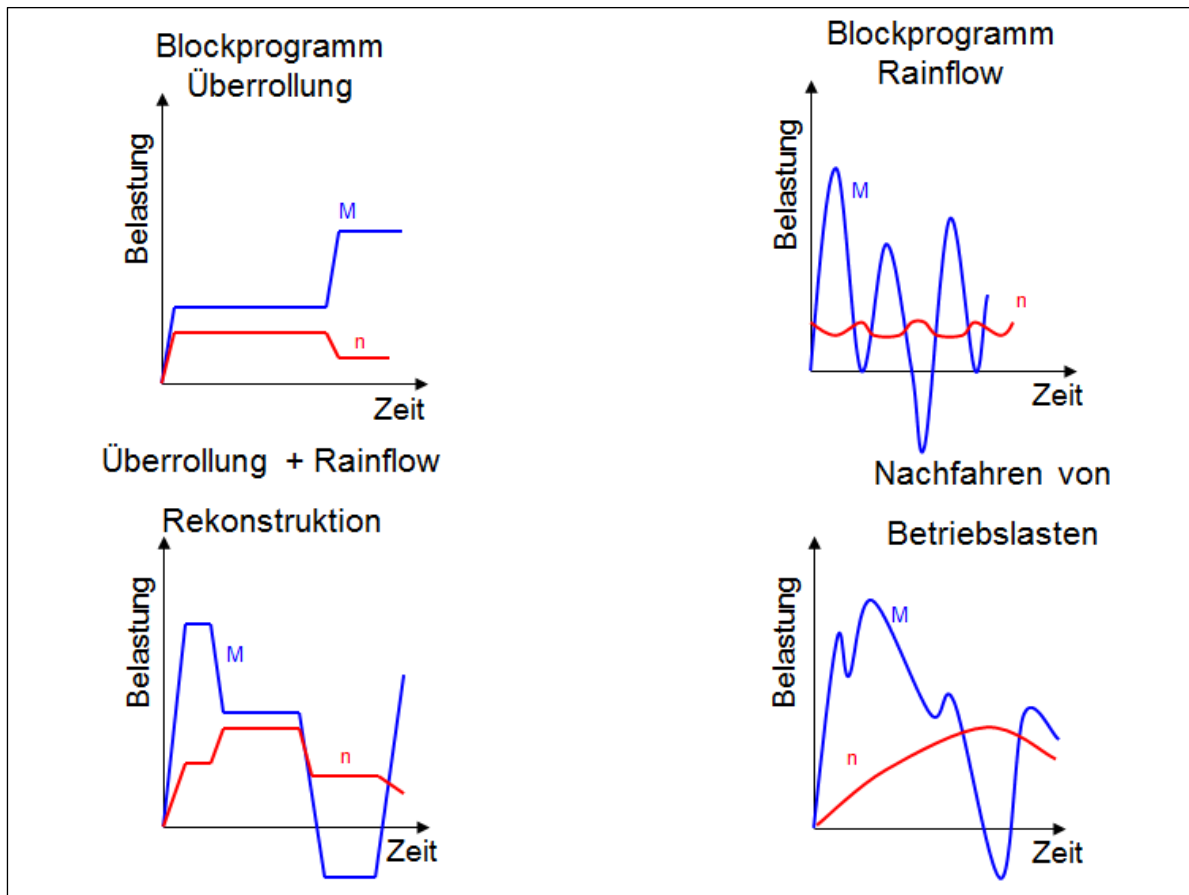 Blockprogramm
Überrollung
Belastung
M
n
Zeit
Blockprogramm
Rainflow
Belastung
M
n
Zeit
Überrollung + Rainflow
Rekonstruktion
Belastung
M
n
Zeit
Nachfahren von
Betriebslasten
Belastung
M
n
Zeit